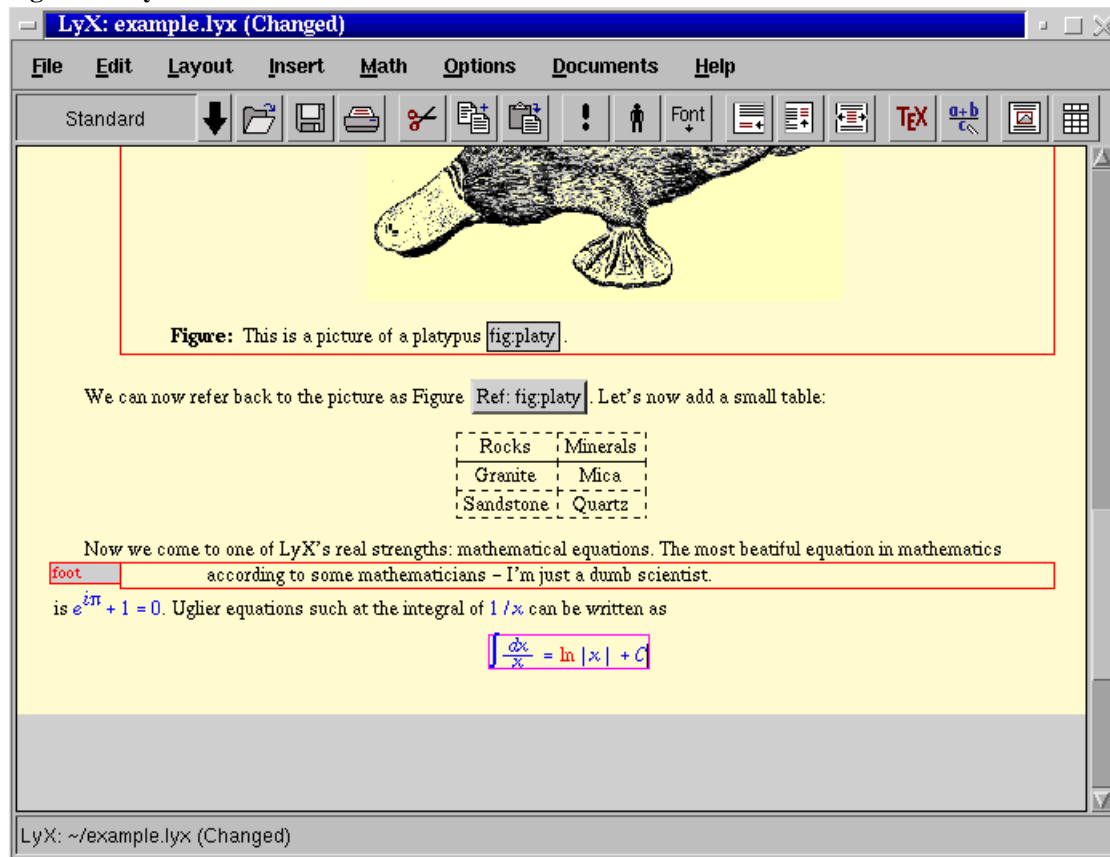 LyX: example.lyx (Changed)
File Edit Layout Insert Math Options Documents Help
Standard ! Font TEX a+b c
Figure: This is a picture of a platypus fig:platy .
We can now refer back to the picture as Figure Ref: fig:platy . Let's now add a small table:
Rocks Minerals
Granite Mica
Sandstone Quartz
Now we come to one of LyX's real strengths: mathematical equations. The most beatiful equation in mathematics
foot according to some mathematicians – I'm just a dumb scientist.
is e^{iπ} + 1 = 0. Uglier equations such at the integral of 1/x can be written as
∫ dx/x = ln |x| + C
LyX: ~/example.lyx (Changed)